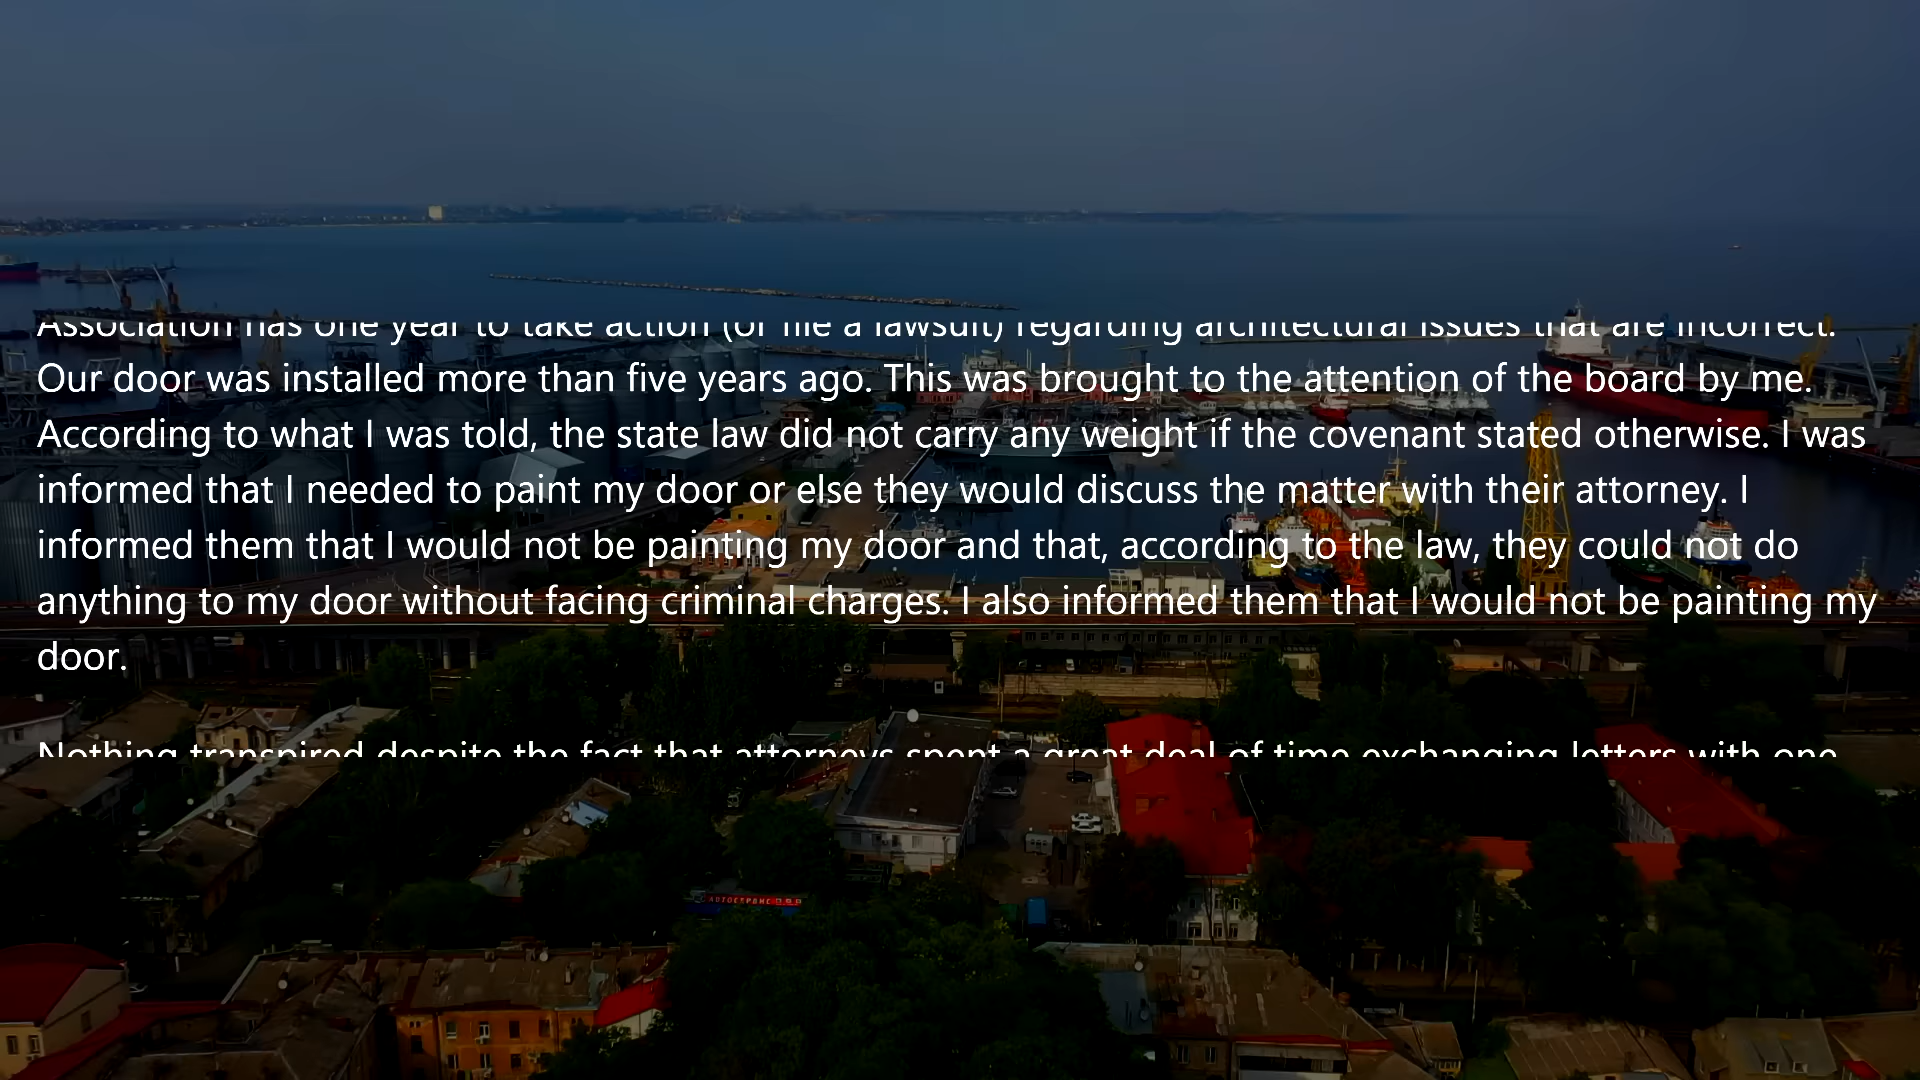 Association has one year to take action (or file a lawsuit) regarding architectural issues that are incorrect.
Our door was installed more than five years ago. This was brought to the attention of the board by me.
According to what I was told, the state law did not carry any weight if the covenant stated otherwise. I was
informed that I needed to paint my door or else they would discuss the matter with their attorney. I
informed them that I would not be painting my door and that, according to the law, they could not do
anything to my door without facing criminal charges. I also informed them that I would not be painting my
door.
Nothing transpired despite the fact that attorneys spent a great deal of time exchanging letters with one
АВТОСЕРВИС